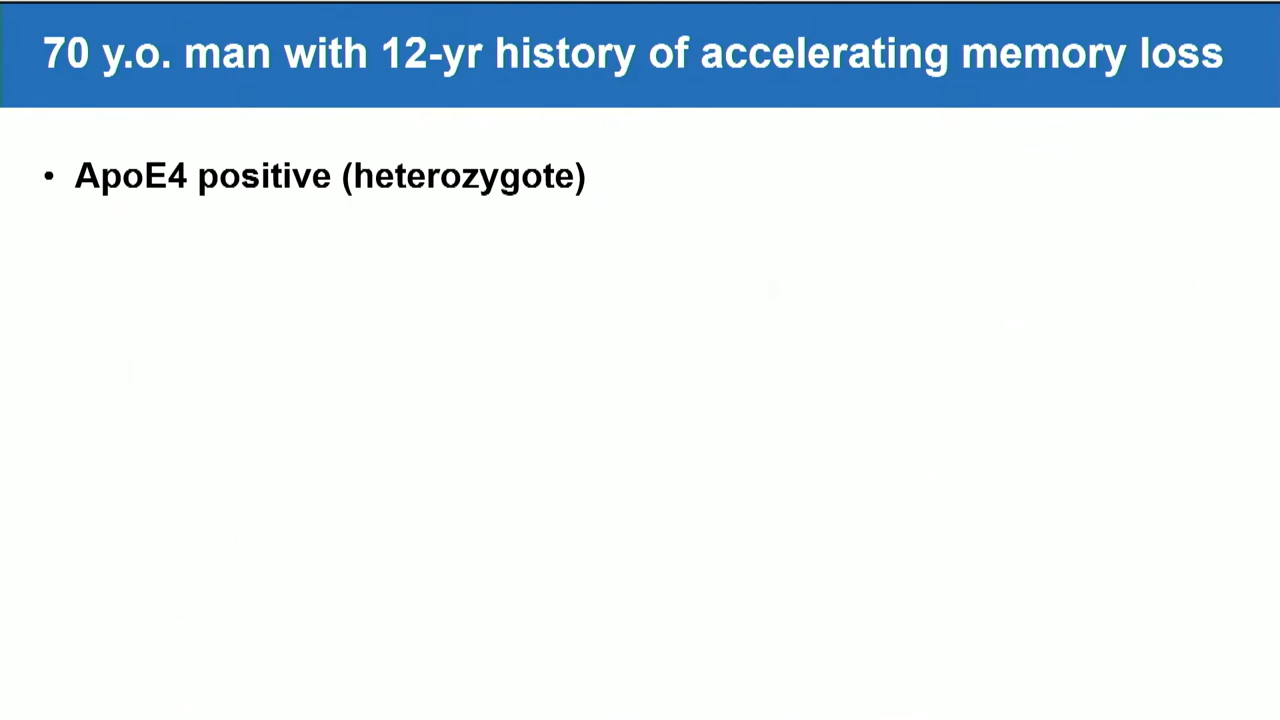 70 y.o. man with 12-yr history of accelerating memory loss
• ApoE4 positive (heterozygote)